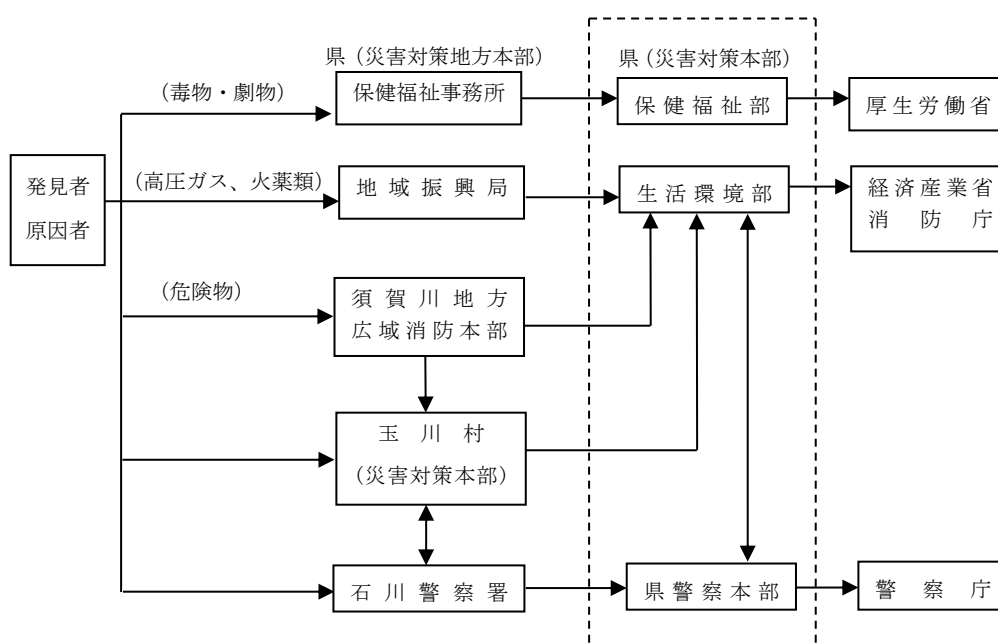 県（災害対策地方本部）
県（災害対策本部）
（毒物・劇物）
保健福祉事務所
保健福祉部
厚生労働省
発見者
原因者
（高圧ガス、火薬類）
地域振興局
生活環境部
経済産業省
消防庁
（危険物）
須賀川地方
広域消防本部
玉川村
（災害対策本部）
石川警察署
県警察本部
警察庁